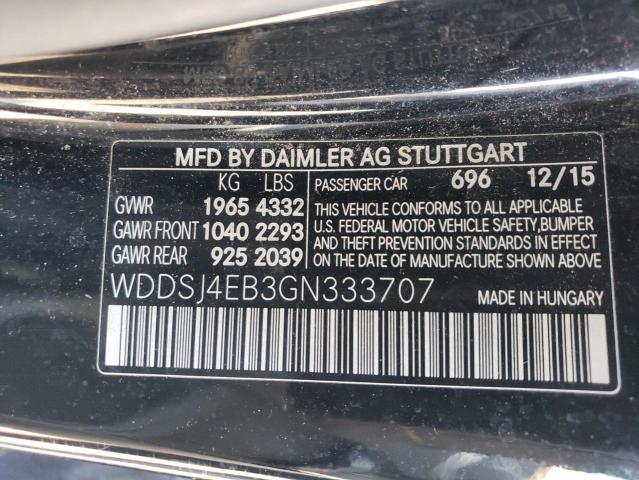 MFD BY DAIMLER AG STUTTGART
KG LBS
GVWR 1965 4332
GAWR FRONT 1040 2293
GAWR REAR 925 2039
PASSENGER CAR 696 12/15
THIS VEHICLE CONFORMS TO ALL APPLICABLE
U.S. FEDERAL MOTOR VEHICLE SAFETY, BUMPER
AND THEFT PREVENTION STANDARDS IN EFFECT
ON THE DATE OF MANUFACTURE SHOWN ABOVE
WDDSJ4EB3GN333707 MADE IN HUNGARY